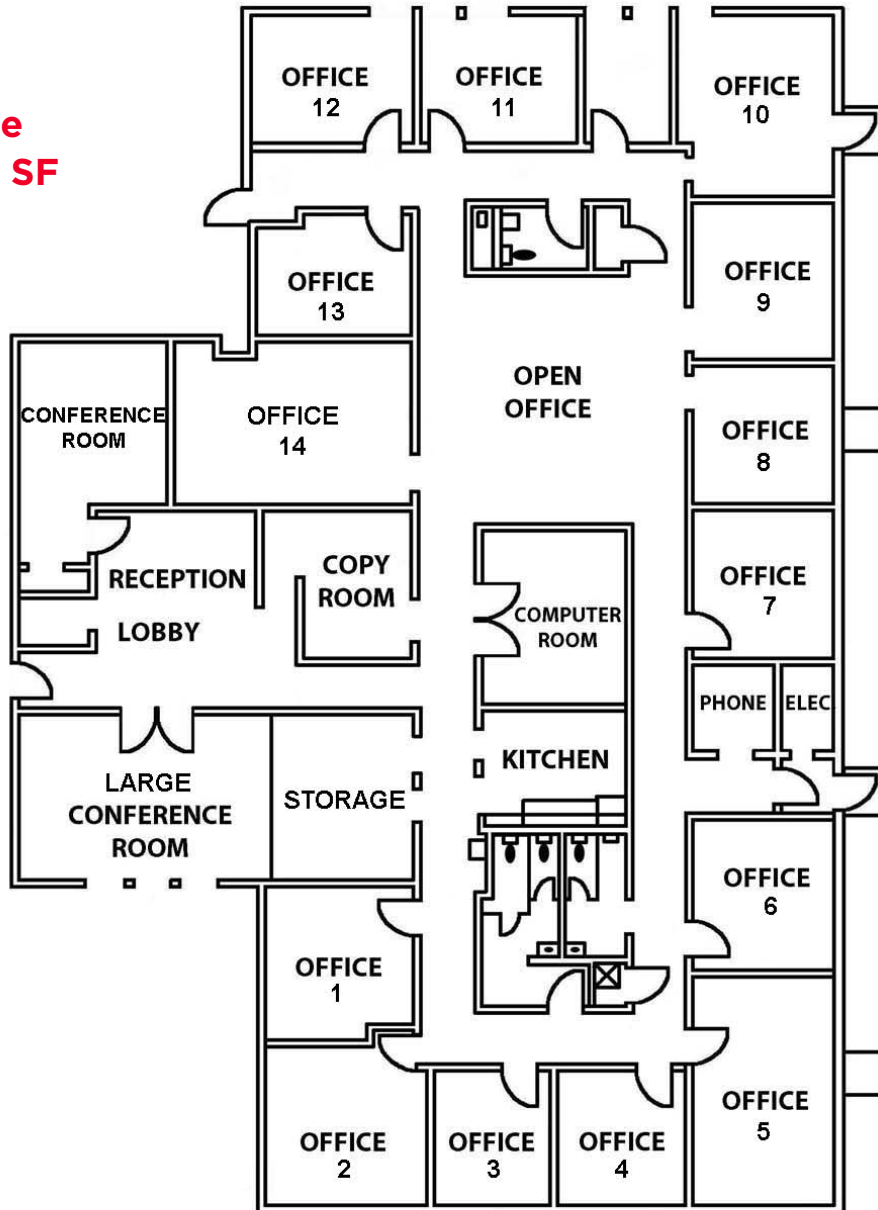 e
SF
OFFICE
12
OFFICE
11
OFFICE
10
OFFICE
13
OFFICE
9
CONFERENCE
ROOM
OFFICE
14
OPEN
OFFICE
OFFICE
8
RECEPTION
LOBBY
COPY
ROOM
COMPUTER
ROOM
OFFICE
7
PHONE
ELEC
LARGE
CONFERENCE
ROOM
STORAGE
KITCHEN
OFFICE
6
OFFICE
1
OFFICE
2
OFFICE
3
OFFICE
4
OFFICE
5